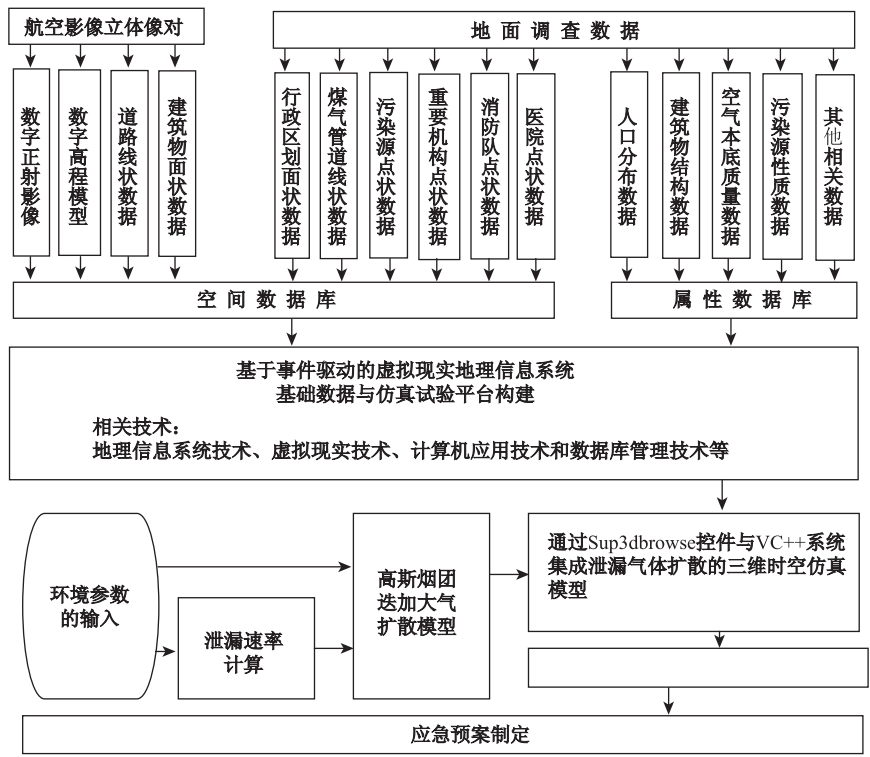 航空影像立体像对
地面调查数据
数字正射影像
数字高程模型
道路线状数据
建筑物面状数据
行政区划面状数据
煤气管道线状数据
污染源点状数据
重要机构点状数据
消防队点状数据
医院点状数据
人口分布数据
建筑物结构数据
空气本底质量数据
污染源性质数据
其他相关数据
空间数据库
属性数据库
基于事件驱动的虚拟现实地理信息系统
基础数据与仿真试验平台构建
相关技术：
地理信息系统技术、虚拟现实技术、计算机应用技术和数据库管理技术等
环境参数
的输入
泄漏速率
计算
高斯烟团
迭加大气
扩散模型
通过Sup3dbrowse控件与VC++系统
集成泄漏气体扩散的三维时空仿真
模型
应急预案制定